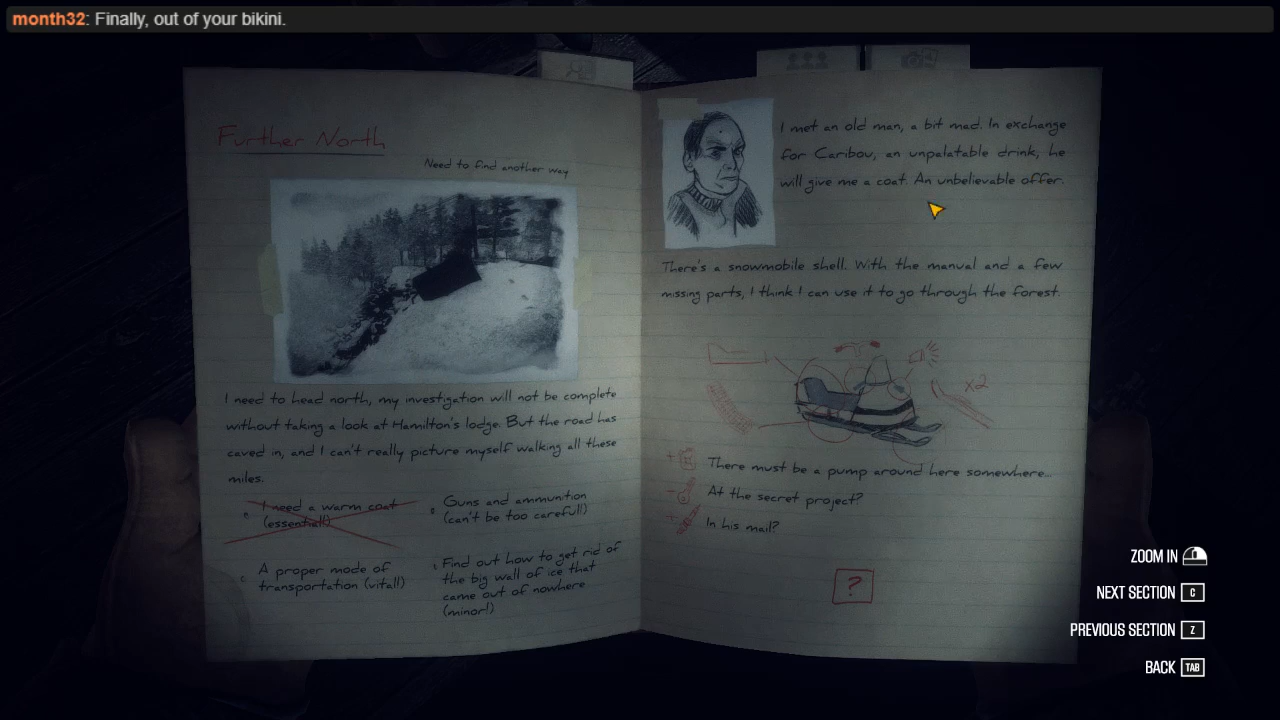 month32: Finally, out of your bikini.
Further North
Need to find another way
I need to head north, my investigation will not be complete
without taking a look at Hamilton's lodge. But the road has
caved in, and I can't really picture myself walking all these
miles.
I need a warm coat
(essential!)
A proper mode of
transportation (vital!)
Guns and ammunition
(can't be too careful!)
Find out how to get rid of
the big wall of ice that
came out of nowhere
(minor!)
I met an old man, a bit mad. In exchange
for Caribou, an unpalatable drink, he
will give me a coat. An unbelievable offer.
There's a snowmobile shell. With the manual and a few
missing parts, I think I can use it to go through the forest.
x2
There must be a pump around here somewhere...
At the secret project?
In his mail?
?
ZOOM IN
NEXT SECTION C
PREVIOUS SECTION Z
BACK TAB